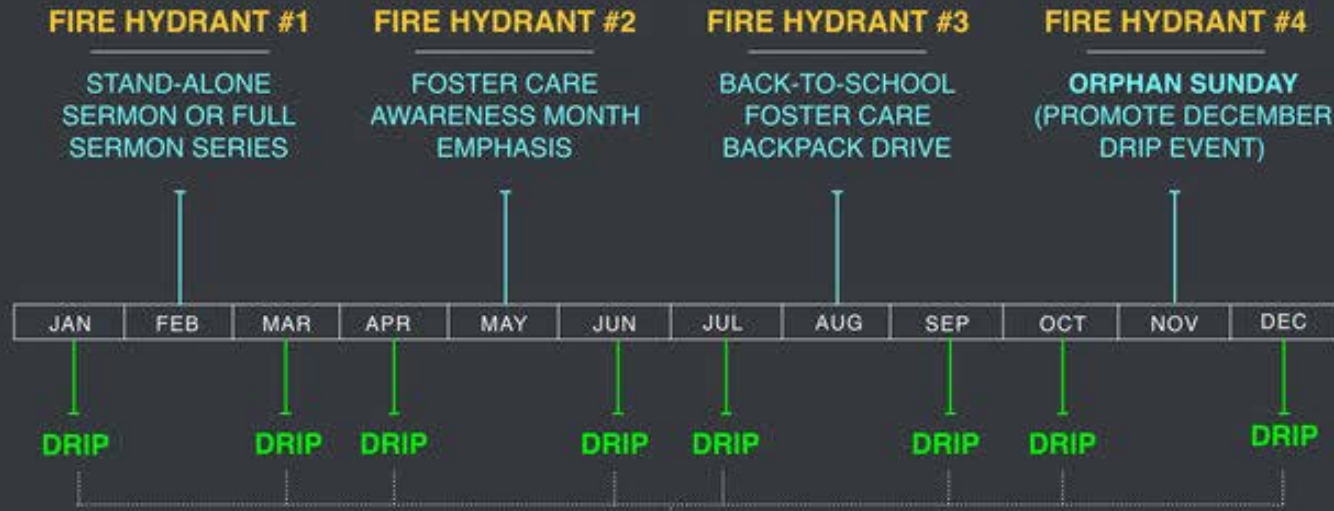 FIRE HYDRANT #1
STAND-ALONE
SERMON OR FULL
SERMON SERIES
FIRE HYDRANT #2
FOSTER CARE
AWARENESS MONTH
EMPHASIS
FIRE HYDRANT #3
BACK-TO-SCHOOL
FOSTER CARE
BACKPACK DRIVE
FIRE HYDRANT #4
ORPHAN SUNDAY
(PROMOTE DECEMBER
DRIP EVENT)
JAN FEB MAR APR MAY JUN JUL AUG SEP OCT NOV DEC
DRIP DRIP DRIP DRIP DRIP DRIP DRIP DRIP